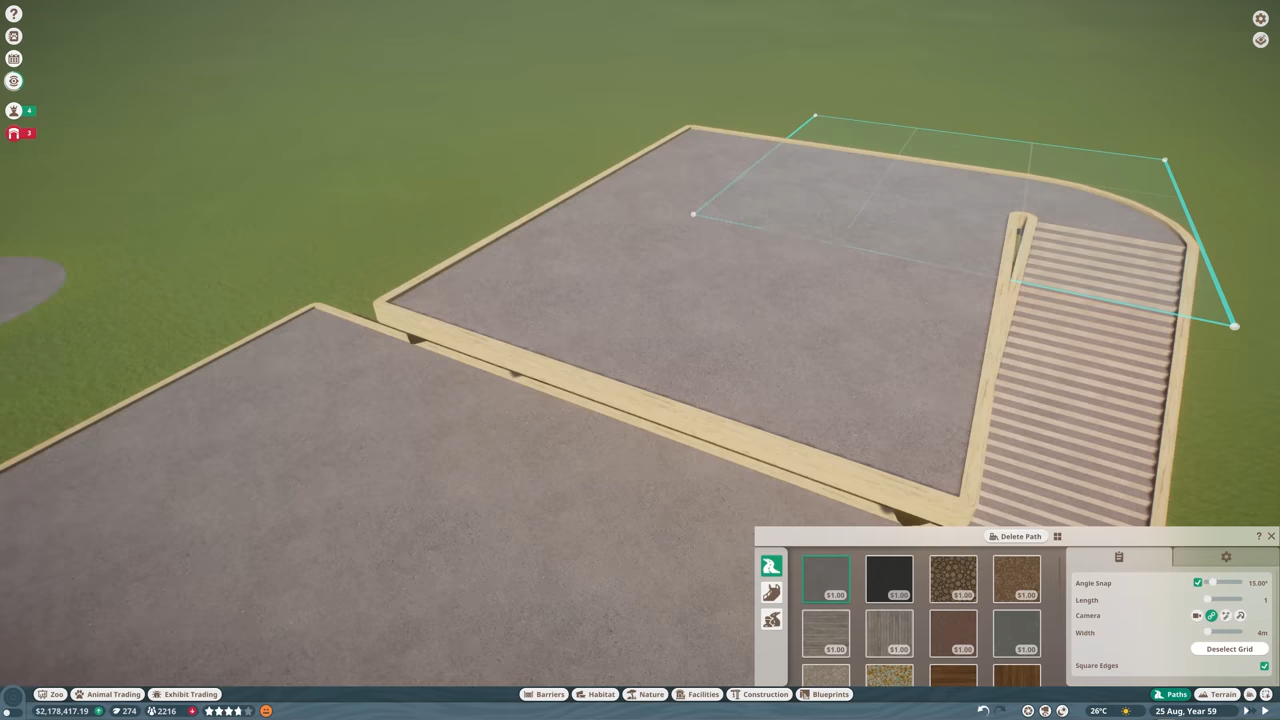 ?
4
3
Delete Path
?
$1.00
$1.00
$1.00
$1.00
$1.00
$1.00
$1.00
$1.00
Angle Snap
15.00°
Length
1
Camera
Width
4m
Deselect Grid
Square Edges
Zoo
Animal Trading
Exhibit Trading
Barriers
Habitat
Nature
Facilities
Construction
Blueprints
Paths
Terrain
$2,178,417.19
274
2216
26°C
25 Aug, Year 59